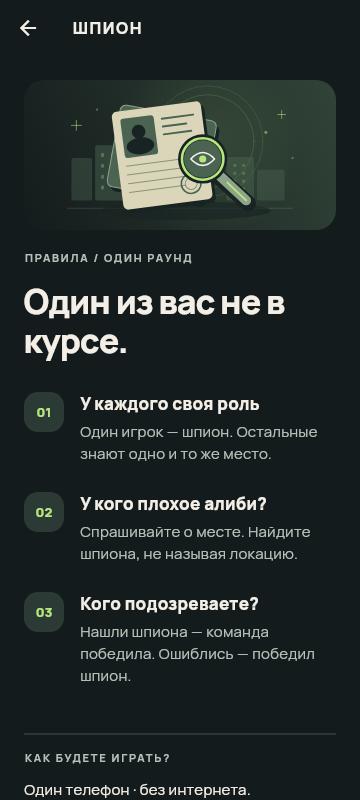 ШПИОН
ПРАВИЛА / ОДИН РАУНД
Один из вас не в
курсе.
01
У каждого своя роль
Один игрок — шпион. Остальные
знают одно и то же место.
02
У кого плохое алиби?
Спрашивайте о месте. Найдите
шпиона, не называя локацию.
03
Кого подозреваете?
Нашли шпиона — команда
победила. Ошиблись — победил
шпион.
КАК БУДЕТЕ ИГРАТЬ?
Один телефон · без интернета.